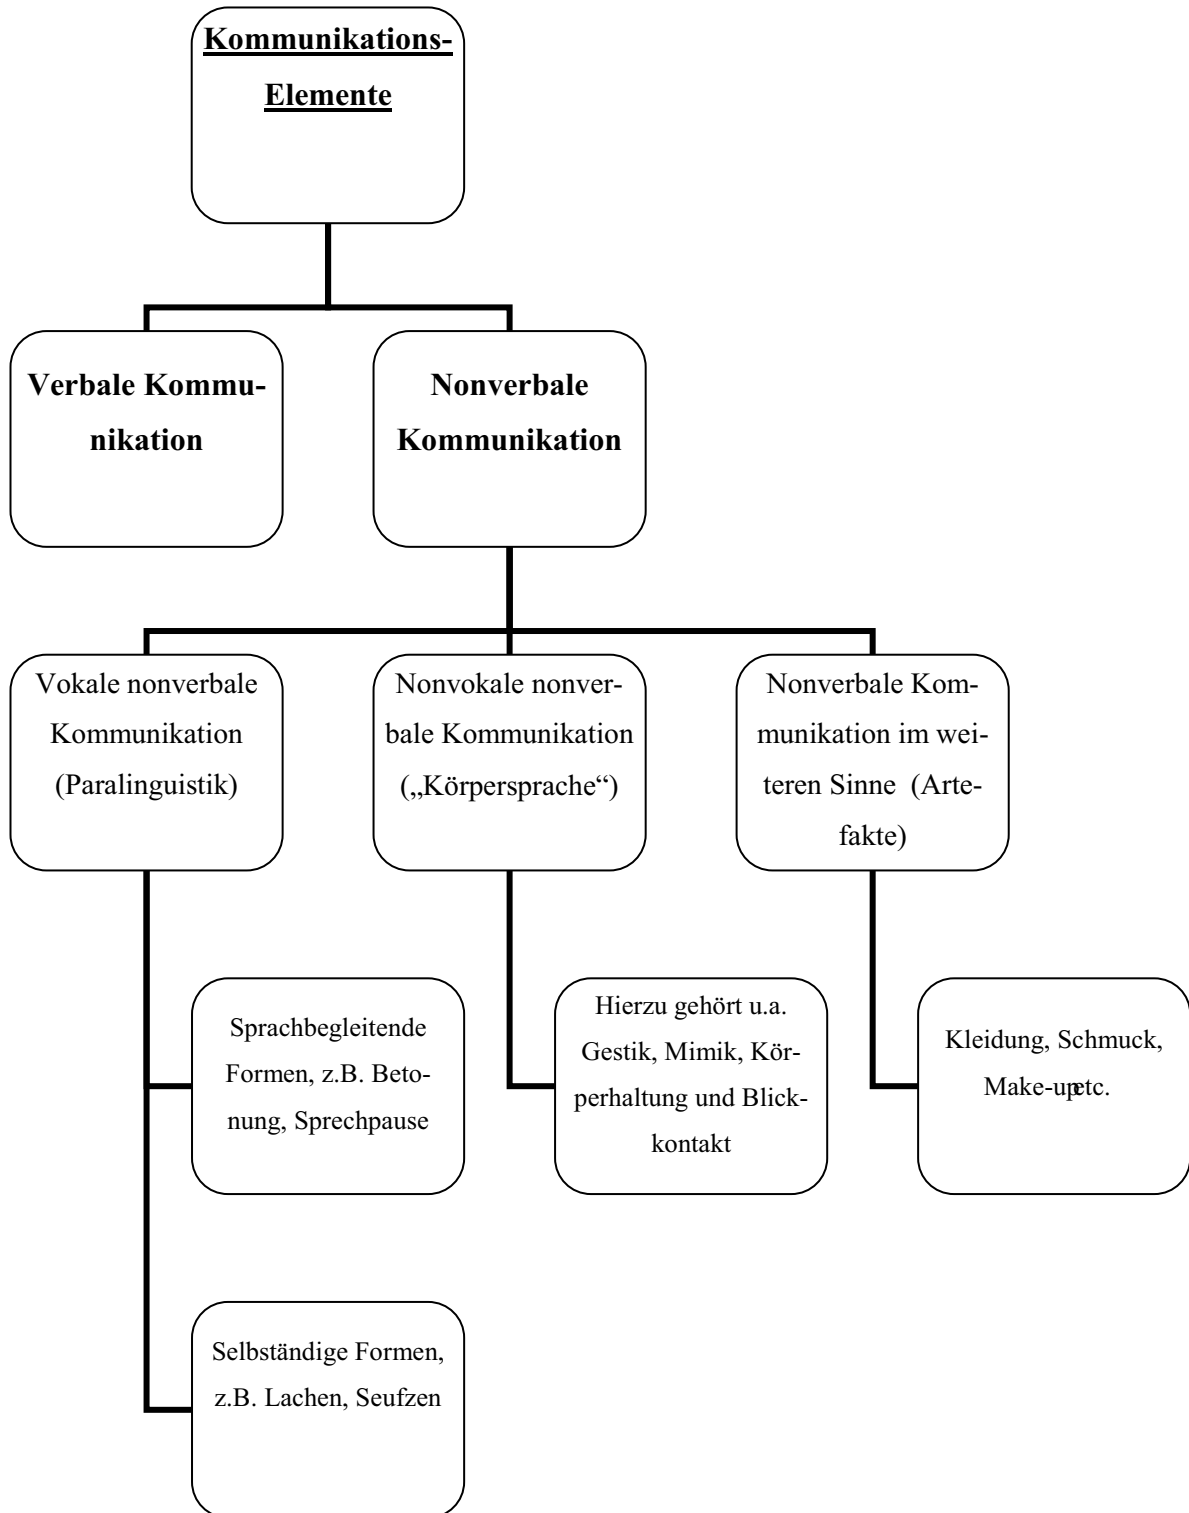 Kommunikations-
Elemente
Verbale Kommu-
nikation
Nonverbale
Kommunikation
Vokale nonverbale
Kommunikation
(Paralinguistik)
Nonvokale nonver-
bale Kommunikation
(„Körpersprache“)
Nonverbale Kom-
munikation im wei-
teren Sinne (Arte-
fakte)
Sprachbegleitende
Formen, z.B. Beto-
nung, Sprechpause
Hierzu gehört u.a.
Gestik, Mimik, Kör-
perhaltung und Blick-
kontakt
Kleidung, Schmuck,
Make-up etc.
Selbständige Formen,
z.B. Lachen, Seufzen